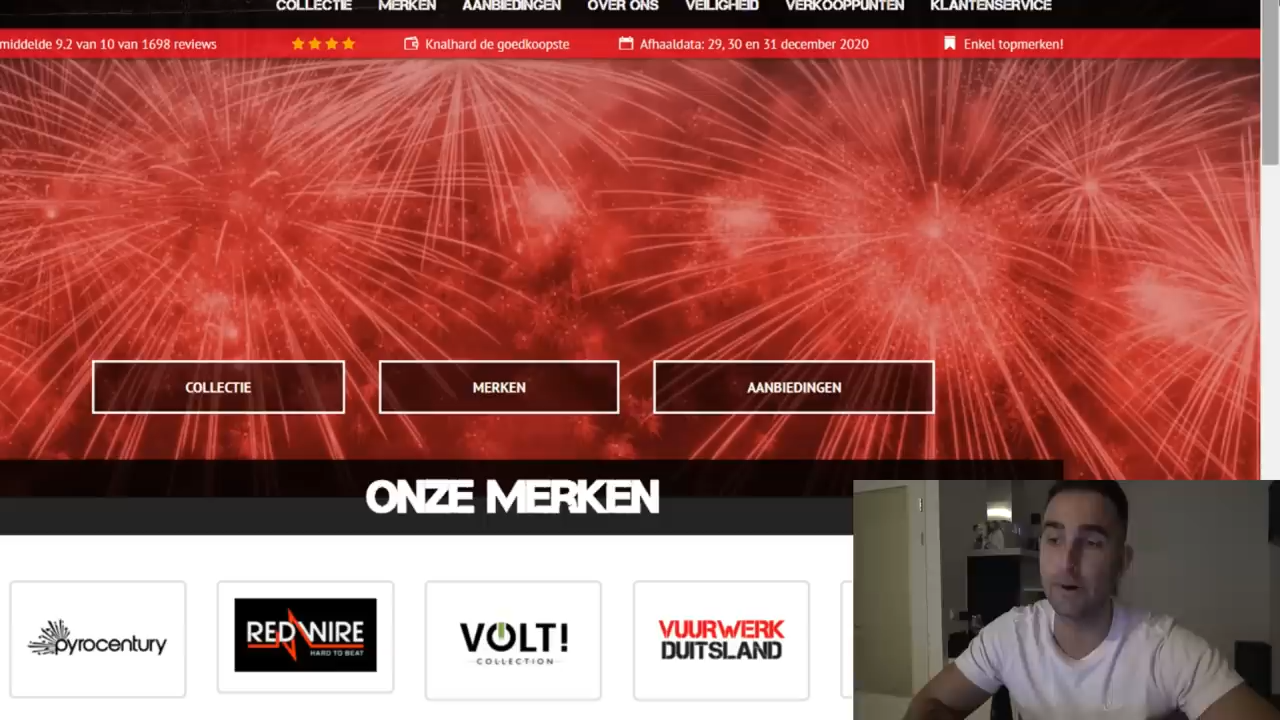 COLLECTIE MERKEN AANBIEDINGEN OVER ONS VEILIGHEID VERKOOPPUNTEN KLANTENSERVICE
middelde 9.2 van 10 van 1698 reviews Knalhard de goedkoopste Afhaaldata: 29, 30 en 31 december 2020 Enkel topmerken!
COLLECTIE MERKEN AANBIEDINGEN
ONZE MERKEN
pyrocentury
REDWIRE
HARD TO BEAT
VOLT!
COLLECTION
VUURWERK
DUITSLAND